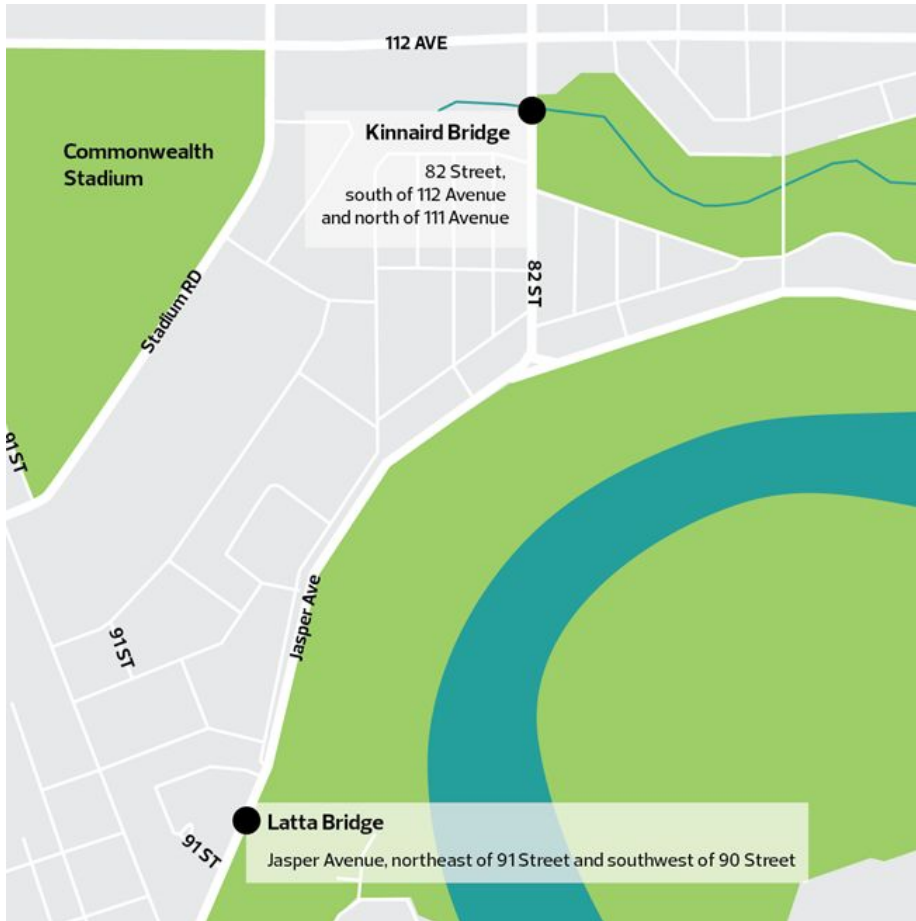 112 AVE
Kinnaird Bridge
82 Street,
south of 112 Avenue
and north of 111 Avenue
Commonwealth
Stadium
82 ST
Stadium RD
91 ST
Jasper Ave
91 ST
Latta Bridge
Jasper Avenue, northeast of 91 Street and southwest of 90 Street
91 ST